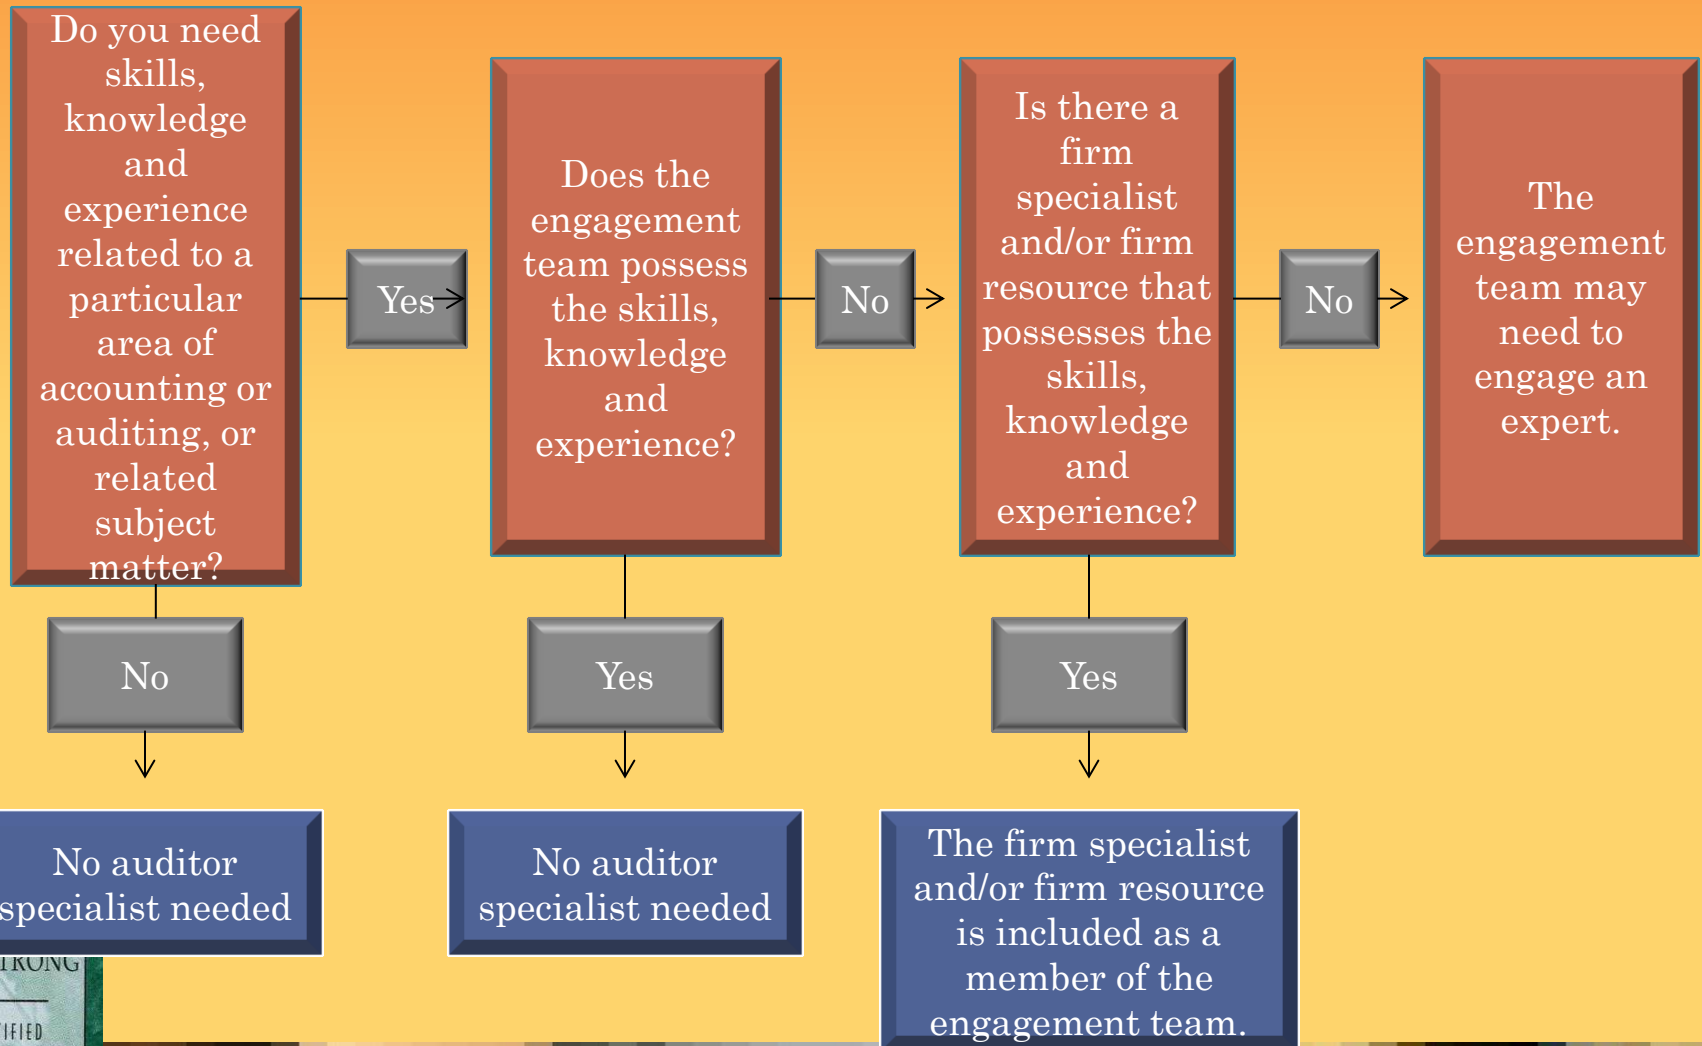 Do you need
skills,
knowledge
and
experience
related to a
particular
area of
accounting or
auditing, or
related
subject
matter?
Yes
Does the
engagement
team possess
the skills,
knowledge
and
experience?
No
Is there a
firm
specialist
and/or firm
resource that
possesses the
skills,
knowledge
and
experience?
No
The
engagement
team may
need to
engage an
expert.
No
Yes
Yes
No auditor
specialist needed
No auditor
specialist needed
The firm specialist
and/or firm resource
is included as a
member of the
engagement team.